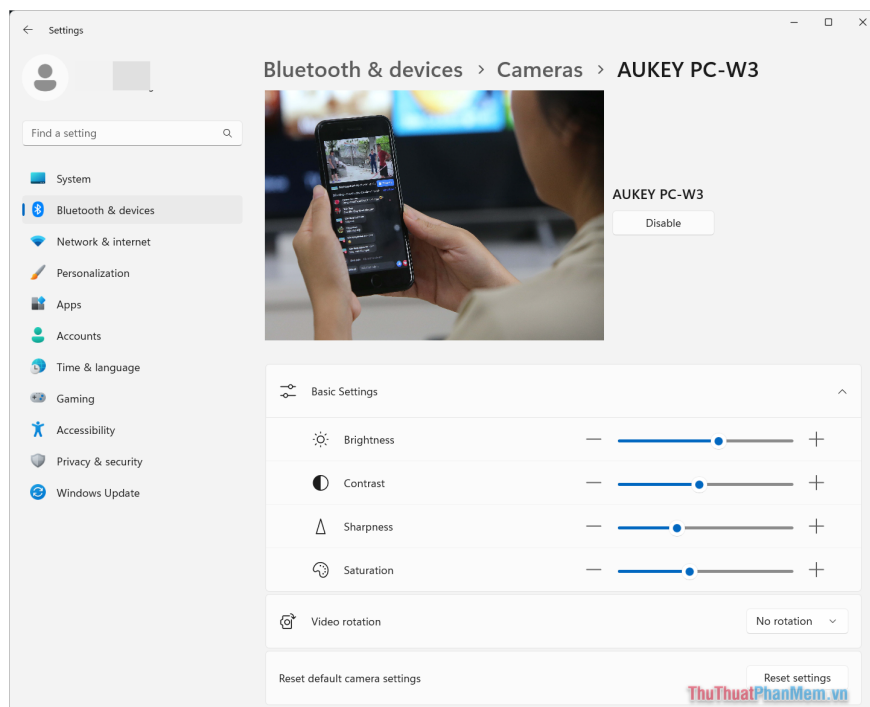 Settings
Bluetooth & devices > Cameras > AUKEY PC-W3
Find a setting
System
Bluetooth & devices
Network & internet
Personalization
Apps
Accounts
Time & language
Gaming
Accessibility
Privacy & security
Windows Update
AUKEY PC-W3
Disable
Basic Settings
Brightness
Contrast
Sharpness
Saturation
Video rotation
No rotation
Reset default camera settings
Reset settings
ThuThuatPhanMem.vn